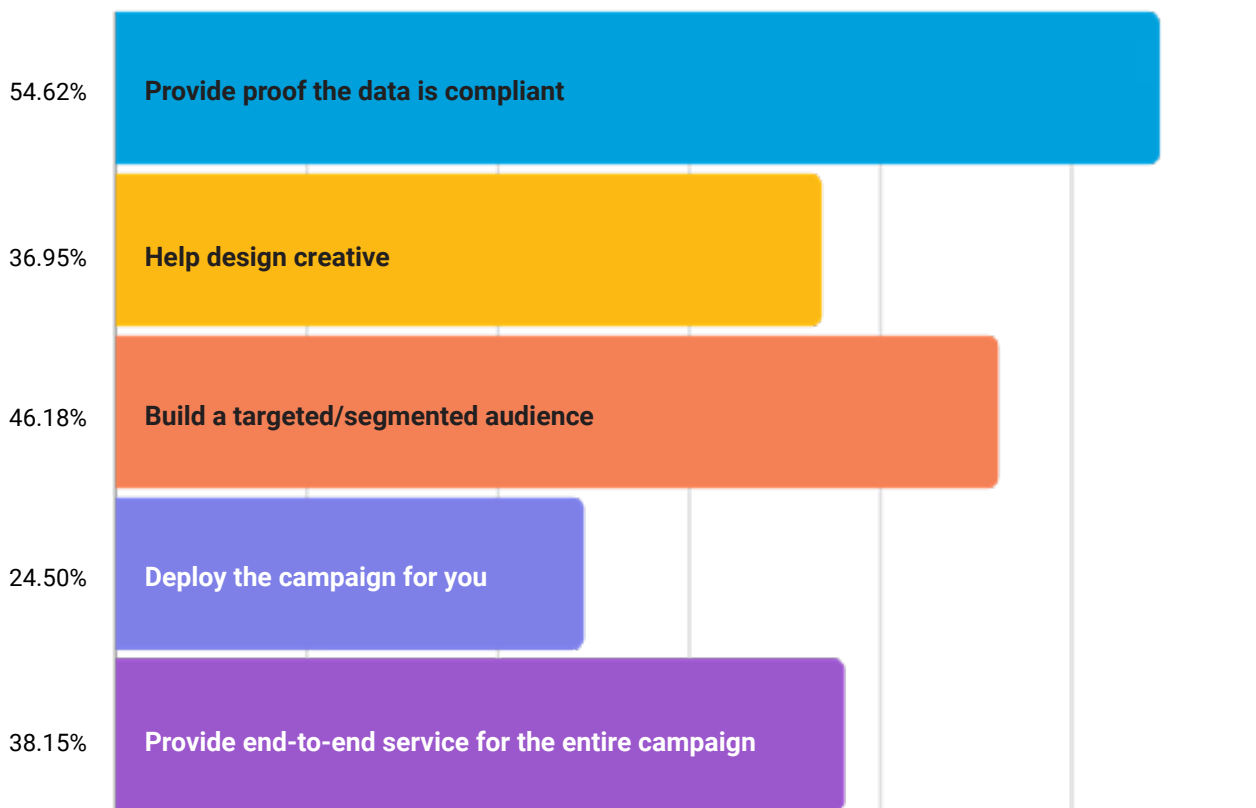 54.62% Provide proof the data is compliant
36.95% Help design creative
46.18% Build a targeted/segmented audience
24.50% Deploy the campaign for you
38.15% Provide end-to-end service for the entire campaign